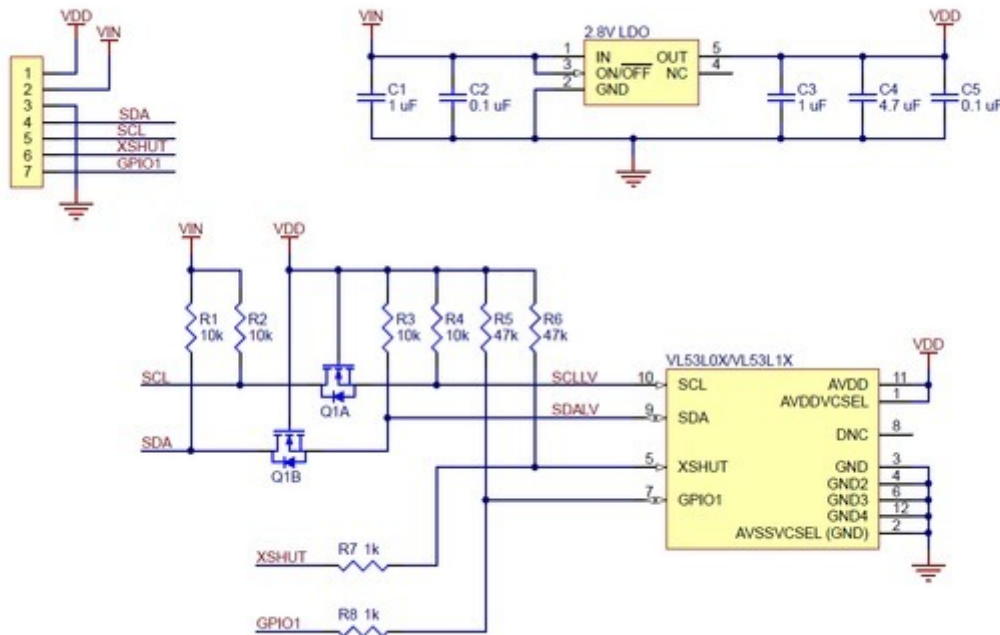 VDD
VIN
1
2
3
4 SDA
5 SCL
6 XSHUT
7 GPIO1
VIN
2.8V LDO
VDD
1 IN OUT 5
3 ON/OFF NC 4
2 GND
C1
1 uF
C2
0.1 uF
C3
1 uF
C4
4.7 uF
C5
0.1 uF
VIN
VDD
R1
10k
R2
10k
R3
10k
R4
10k
R5
47k
R6
47k
VL53L0X/VL53L1X
VDD
SCL
Q1A
SCLLV
10 SCL
AVDD 11
AVDDVCSEL 1
SDALV
9 SDA
DNC 8
SDA
Q1B
5 XSHUT
GND 3
GND2 4
7 GPIO1
GND3 6
GND4 12
AVSSVCSEL (GND) 2
XSHUT
R7 1k
GPIO1
R8 1k